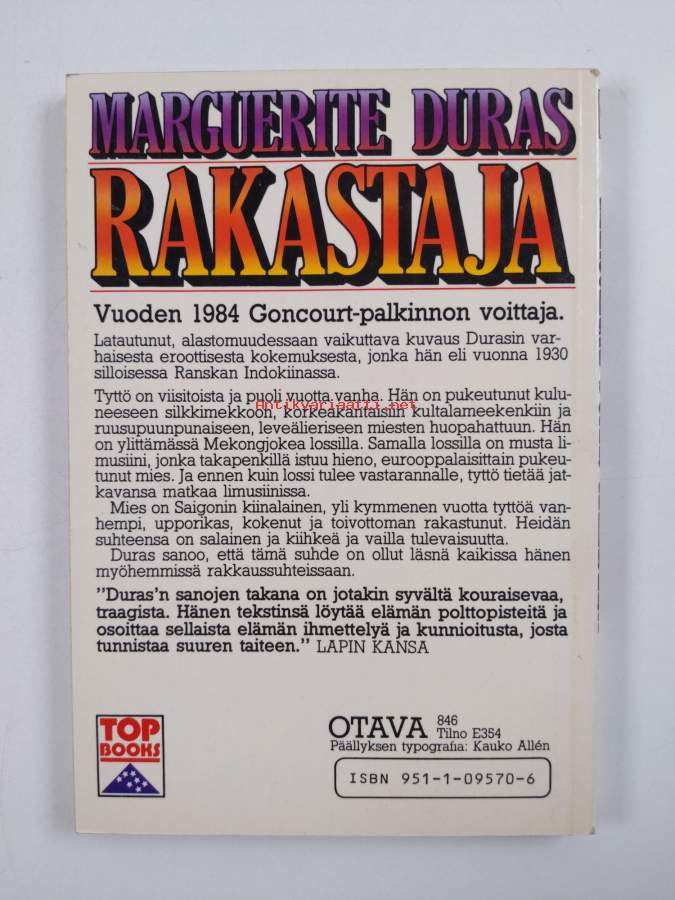 MARGUERITE DURAS
RAKASTAJA
Vuoden 1984 Goncourt-palkinnon voittaja.
Latautunut, alastomuudessaan vaikuttava kuvaus Durasin var-
haisesta eroottisesta kokemuksesta, jonka hän eli vuonna 1930
silloisessa Ranskan Indokiinassa.
Tyttö on viisitoista ja puoli vuotta vanha. Hän on pukeutunut kulu-
neeseen silkkimekkoon, korkeakantaisiin kultalameekenkiin ja
Antikvariaatti.net
ruusupuunpunaiseen, leveälieriseen miesten huopahattuun. Hän
on ylittämässä Mekongjokea lossilla. Samalla lossilla on musta li-
musiini, jonka takapenkillä istuu hieno, eurooppalaisittain pukeu-
tunut mies. Ja ennen kuin lossi tulee vastarannalle, tyttö tietää jat-
kavansa matkaa limusiinissa.
Mies on Saigonin kiinalainen, yli kymmenen vuotta tyttöä van-
hempi, upporikas, kokenut ja toivottoman rakastunut. Heidän
suhteensa on salainen ja kiihkeä ja vailla tulevaisuutta.
Duras sanoo, että tämä suhde on ollut läsnä kaikissa hänen
myöhemmissä rakkaussuhteissaan.
"Duras'n sanojen takana on jotakin syvältä kouraisevaa,
traagista. Hänen tekstinsä löytää elämän polttopisteitä ja
osoittaa sellaista elämän ihmettelyä ja kunnioitusta, josta
tunnistaa suuren taiteen." LAPIN KANSA
TOP
BOOKS
OTAVA 846
Tilno E354
Päällyksen typografia: Kauko Allén
ISBN 951-1-09570-6